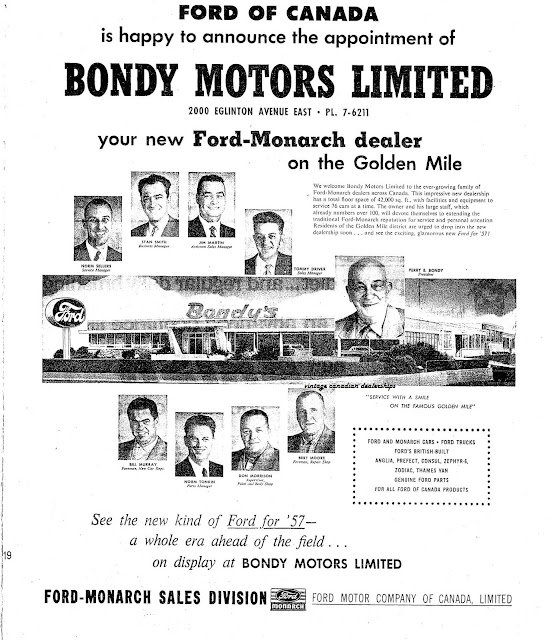 FORD OF CANADA
is happy to announce the appointment of
BONDY MOTORS LIMITED
2000 EGLINTON AVENUE EAST • PL. 7-6211
your new Ford-Monarch dealer
on the Golden Mile
We welcome Bondy Motors Limited to the ever-growing family of
Ford-Monarch dealers across Canada. This impressive new dealership
has a total floor space of 42,000 sq. ft., with facilities and equipment to
service 76 cars at a time. The owner and his large staff, which
already numbers over 100, will devote themselves to extending the
traditional Ford-Monarch reputation for service and personal attention
Residents of the Golden Mile district are urged to drop into the new
dealership soon . . . and see the exciting, glamorous new Ford for '57!
STAN SMITH
Business Manager
JIM MARTIN
Assistant Sales Manager
NORM SELLERS
Service Manager
TOMMY DRIVER
Sales Manager
PERRY E. BONDY
President
Ford
Bondy's
vintage canadian dealerships
"SERVICE WITH A SMILE
ON THE FAMOUS GOLDEN MILE"
BILL MURRAY
Foreman, New Car Dept.
NORM TONKIN
Parts Manager
DON MORRISON
Supervisor,
Paint and Body Shop
BERT MOORE
Foreman, Repair Shop
FORD AND MONARCH CARS • FORD TRUCKS
FORD'S BRITISH-BUILT
ANGLIA, PREFECT, CONSUL, ZEPHYR-6,
ZODIAC, THAMES VAN
GENUINE FORD PARTS
FOR ALL FORD OF CANADA PRODUCTS
See the new kind of Ford for '57—
a whole era ahead of the field . . .
on display at BONDY MOTORS LIMITED
19
FORD-MONARCH SALES DIVISION
Ford
MONARCH
FORD MOTOR COMPANY OF CANADA, LIMITED